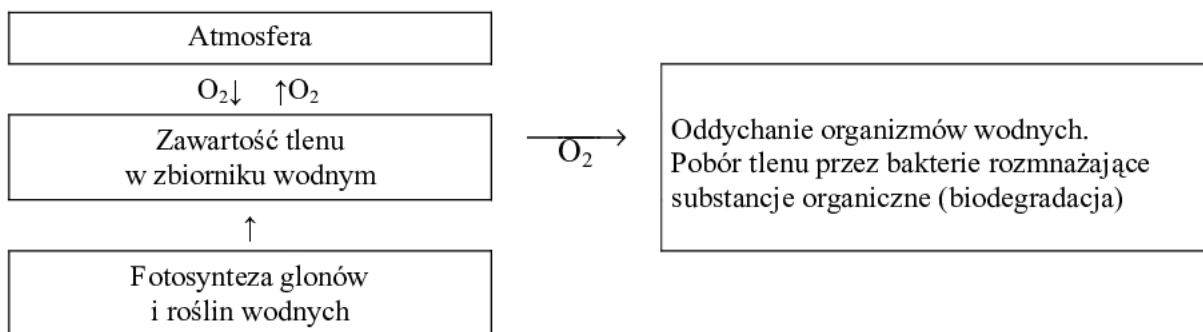 Atmosfera
O₂↓ ↑O₂
Zawartość tlenu
w zbiorniku wodnym
→
O₂
Oddychanie organizmów wodnych.
Pobór tlenu przez bakterie rozmnażające
substancje organiczne (biodegradacja)
↑
Fotosynteza glonów
i roślin wodnych